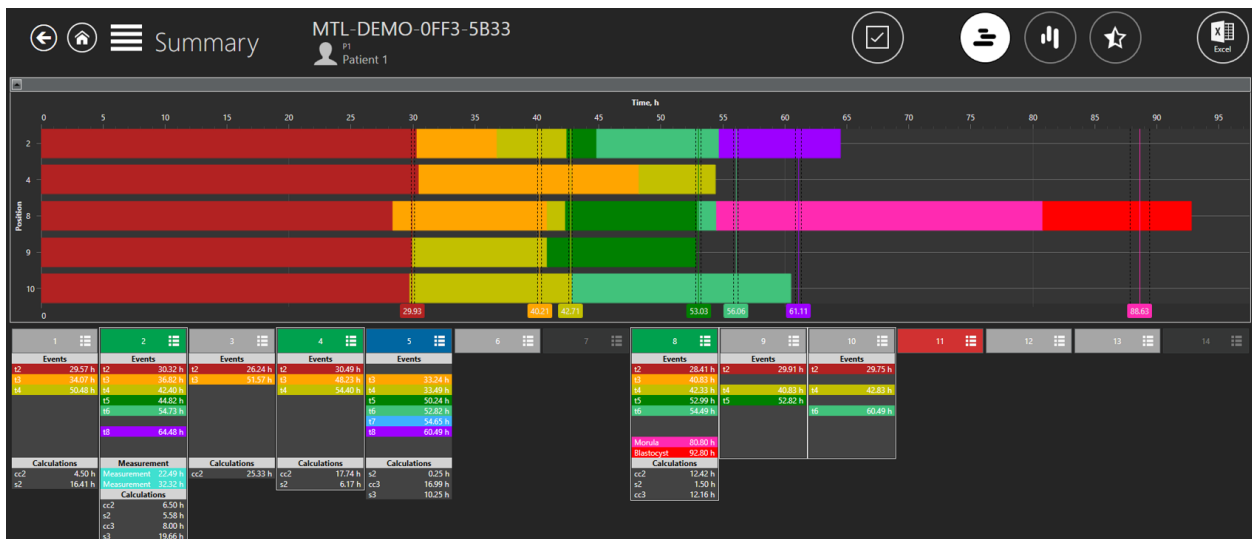 Summary
MTL-DEMO-0FF3-5B33
P1
Patient 1
Excel
Time, h
0 5 10 15 20 25 30 35 40 45 50 55 60 65 70 75 80 85 90 95
Position
2
4
8
9
10
0
29.93 40.21 42.71 53.03 56.06 61.11 88.63
1 2 3 4 5 6 7 8 9 10 11 12 13 14
Events Events Events Events Events Events Events Events
t2 29.57 h t2 30.32 h t2 26.24 h t2 30.49 h t2 28.41 h t2 29.91 h t2 29.75 h
t3 34.07 h t3 36.82 h t3 51.57 h t3 48.23 h t3 33.24 h t3 40.83 h
t4 50.48 h t4 42.40 h t4 54.40 h t4 33.49 h t4 42.33 h t4 40.83 h t4 42.83 h
t5 44.82 h t5 50.24 h t5 52.99 h t5 52.82 h
t6 54.73 h t6 52.82 h t6 54.49 h t6 60.49 h
t7 54.65 h
t8 64.48 h t8 60.49 h
Morula 80.80 h
Blastocyst 92.80 h
Calculations Measurement Calculations Calculations Calculations Calculations
cc2 4.50 h Measurement 22.49 h cc2 25.33 h cc2 17.74 h s2 0.25 h cc2 12.42 h
s2 16.41 h Measurement 32.32 h s2 6.17 h cc3 16.99 h s2 1.50 h
Calculations s3 10.25 h cc3 12.16 h
cc2 6.50 h
s2 5.58 h
cc3 8.00 h
s3 19.66 h